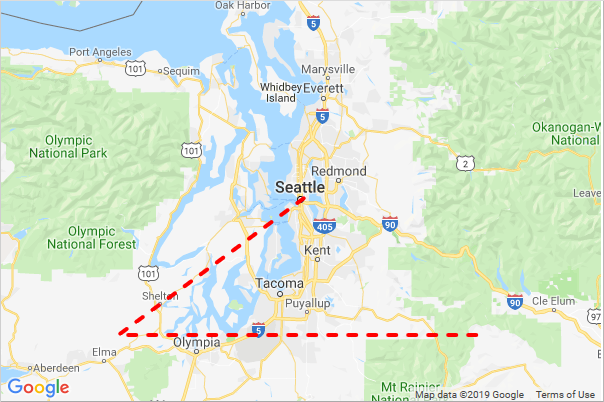 Oak Harbor
5
Port Angeles
101
Sequim
Marysville
Whidbey
Island
Everett
5
Olympic
National Park
101
Okanogan-W
National F
2
Redmond
Leave
Seattle
Olympic
National Forest
405
90
Kent
101
Shelton
Tacoma
Puyallup
90
Cle Elum
97
5
Elma
Olympia
Aberdeen
Google
Mt Rainier
National
Map data ©2019 Google
Terms of Use